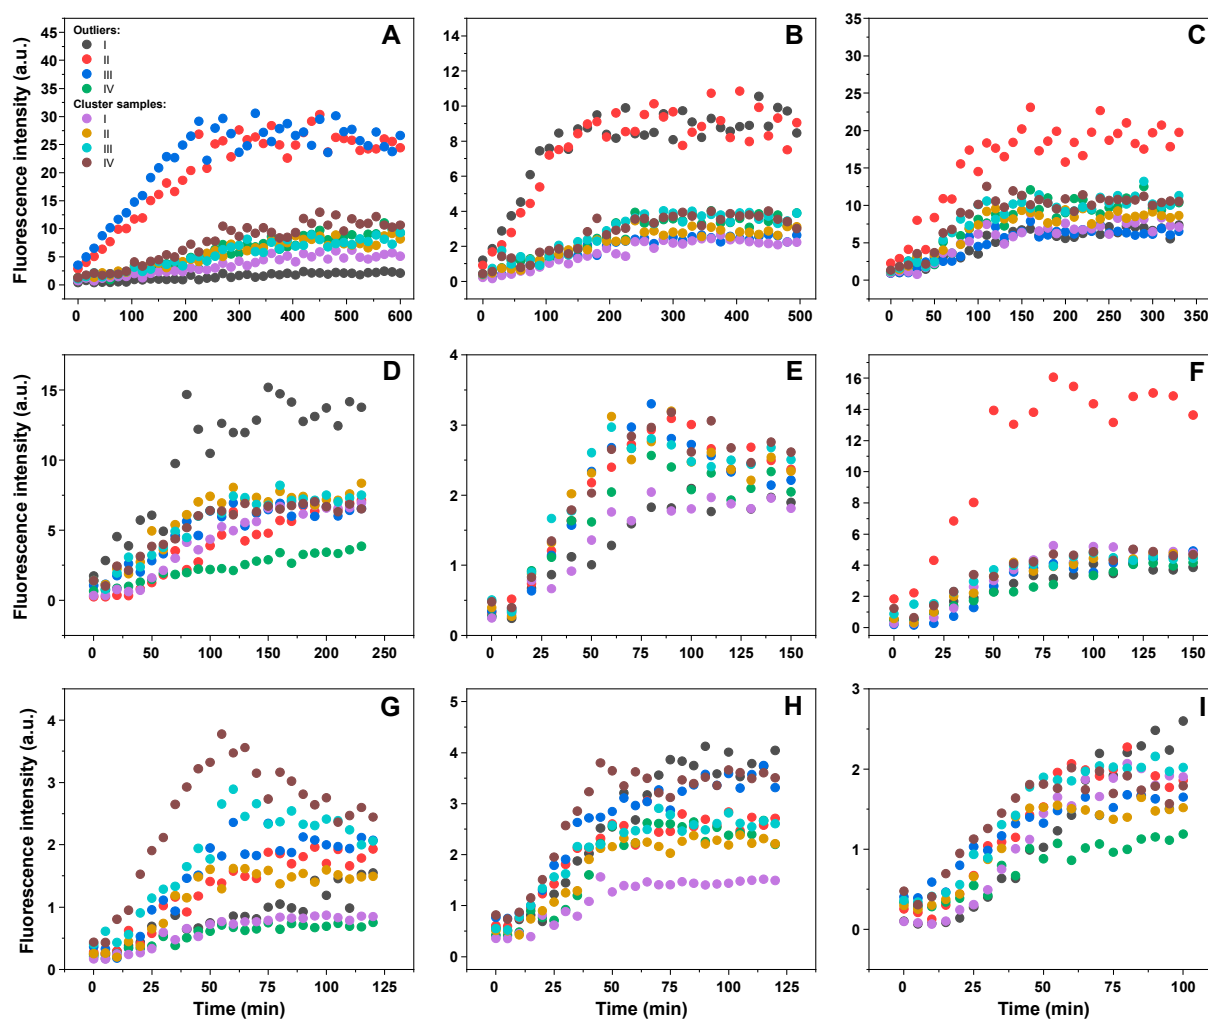 A
B
C
Fluorescence intensity (a.u.)
Outliers:
I
II
III
IV
Cluster samples:
I
II
III
IV
45
40
35
30
25
20
15
10
5
0
0 100 200 300 400 500 600
14
12
10
8
6
4
2
0
0 100 200 300 400 500
35
30
25
20
15
10
5
0
0 50 100 150 200 250 300 350
D
E
F
Fluorescence intensity (a.u.)
15
10
5
0
0 50 100 150 200 250
4
3
2
1
0
0 25 50 75 100 125 150
16
14
12
10
8
6
4
2
0
0 25 50 75 100 125 150
G
H
I
Fluorescence intensity (a.u.)
4
3
2
1
0
0 25 50 75 100 125
Time (min)
5
4
3
2
1
0
0 25 50 75 100 125
Time (min)
3
2
1
0
0 25 50 75 100
Time (min)